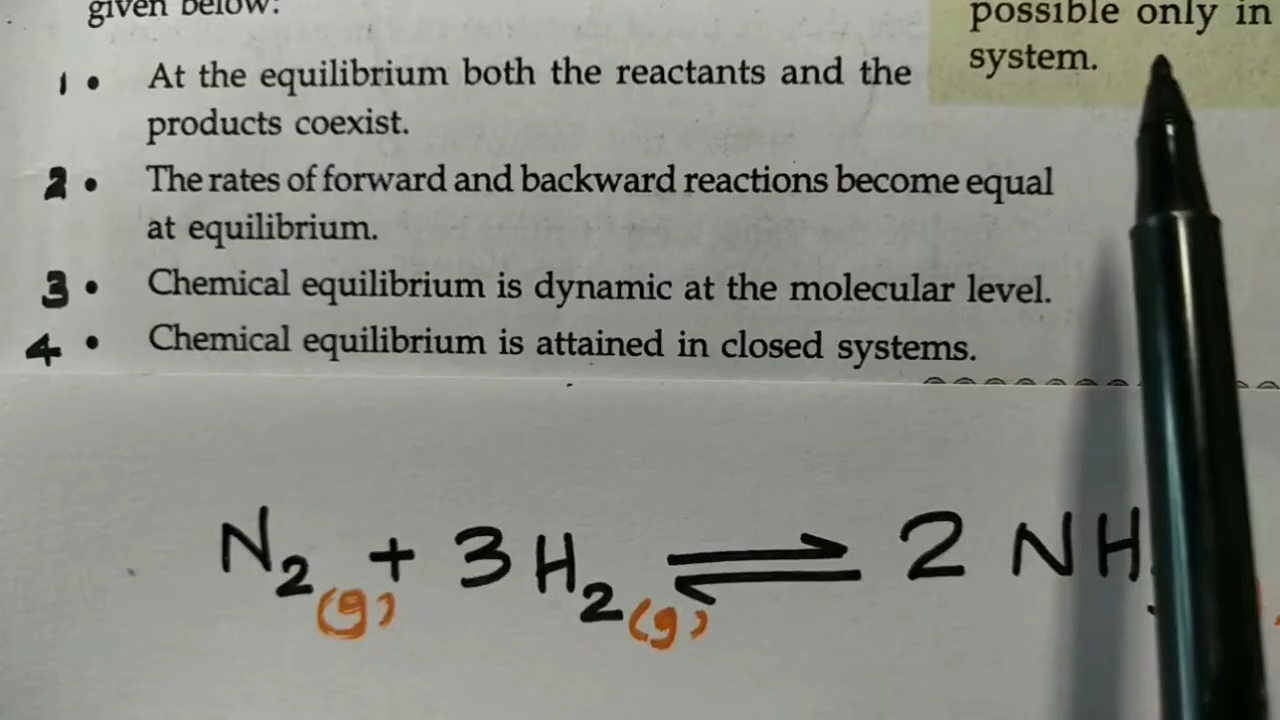 given below:
possible only in
system.
1 • At the equilibrium both the reactants and the
products coexist.
2 • The rates of forward and backward reactions become equal
at equilibrium.
3 • Chemical equilibrium is dynamic at the molecular level.
4 • Chemical equilibrium is attained in closed systems.
N₂(g) + 3H₂(g) ⇌ 2 NH